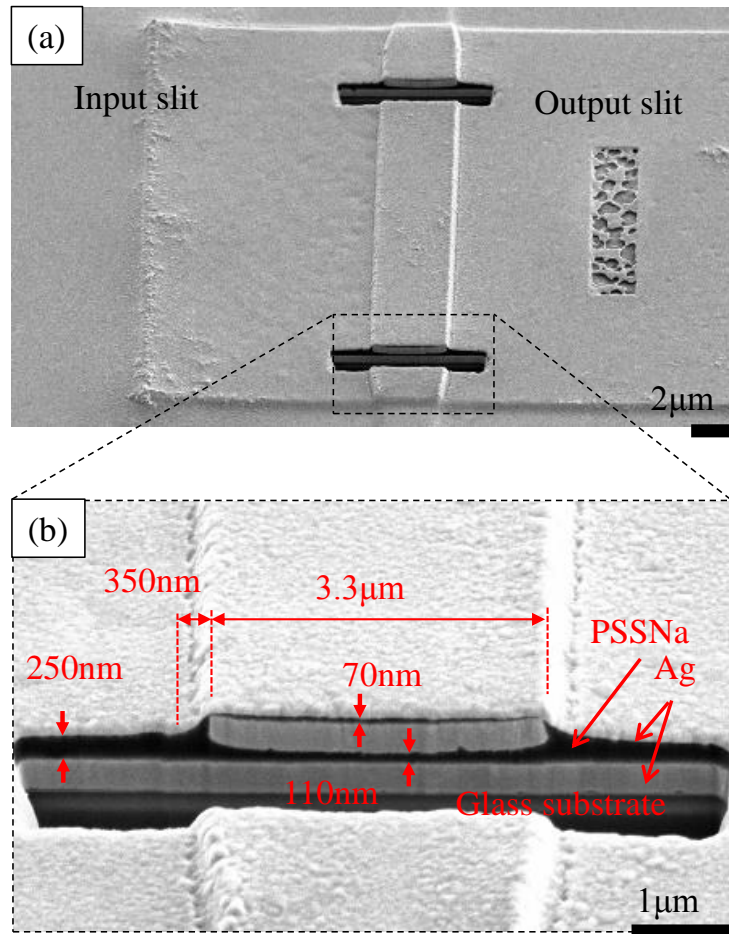 (a)
Input slit
Output slit
2μm
(b)
350nm
3.3μm
PSSNa
250nm
70nm
Ag
110nm
Glass substrate
1μm